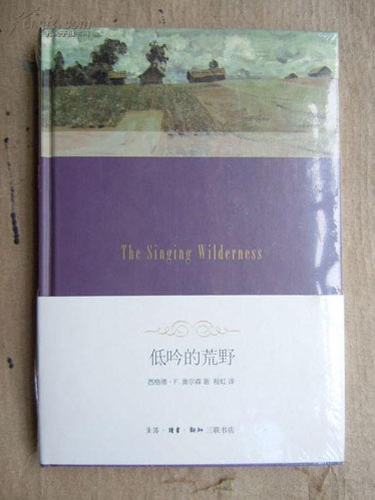 The Singing Wilderness
低吟的荒野
西格德·F. 奥尔森 著 程虹 译
生活·讀書·新知 三联书店